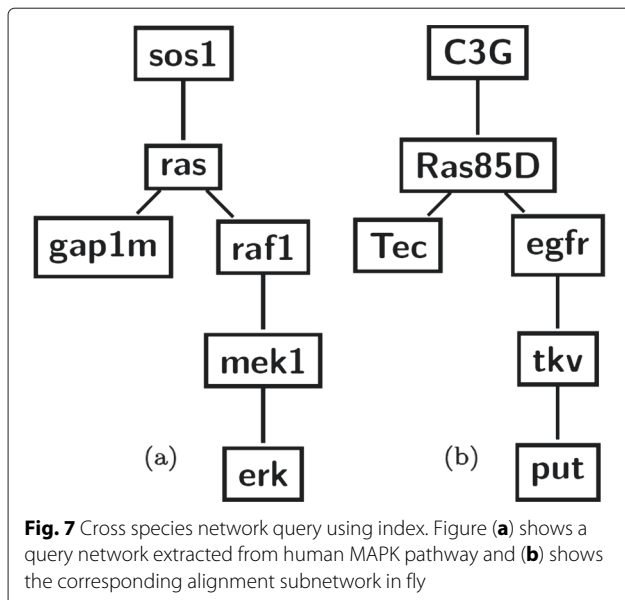 sos1
ras
gap1m
raf1
mek1
erk
(a)
C3G
Ras85D
Tec
egfr
tkv
put
(b)
Fig. 7 Cross species network query using index. Figure (a) shows a
query network extracted from human MAPK pathway and (b) shows
the corresponding alignment subnetwork in fly